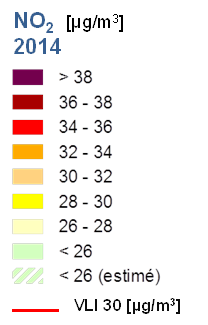 NO₂ [µg/m³]
2014
> 38
36 - 38
34 - 36
32 - 34
30 - 32
28 - 30
26 - 28
< 26
< 26 (estimé)
VLI 30 [µg/m³]